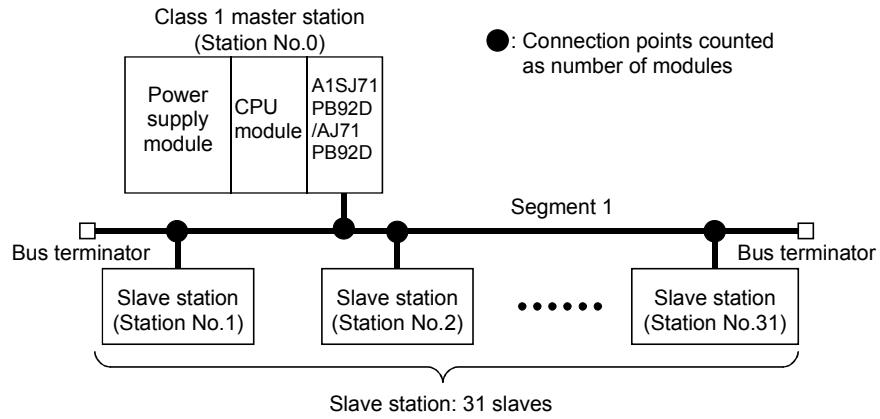 Class 1 master station
(Station No.0)
: Connection points counted
as number of modules
Power
supply
module
CPU
module
A1SJ71
PB92D
/AJ71
PB92D
Segment 1
Bus terminator
Bus terminator
Slave station
(Station No.1)
Slave station
(Station No.2)
Slave station
(Station No.31)
Slave station: 31 slaves